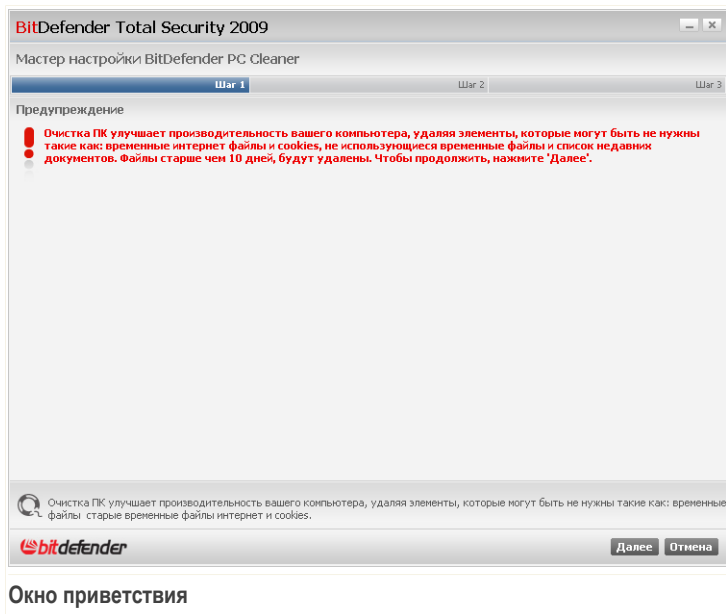 BitDefender Total Security 2009
Мастер настройки BitDefender PC Cleaner
Шаг 1 Шаг 2 Шаг 3
Предупреждение
Очистка ПК улучшает производительность вашего компьютера, удаляя элементы, которые могут быть не нужны
такие как: временные интернет файлы и cookies, не использующиеся временные файлы и список недавних
документов. Файлы старше чем 10 дней, будут удалены. Чтобы продолжить, нажмите 'Далее'.
Очистка ПК улучшает производительность вашего компьютера, удаляя элементы, которые могут быть не нужны такие как: временные
файлы старые временные файлы интернет и cookies.
bitdefender
Далее Отмена
Окно приветствия